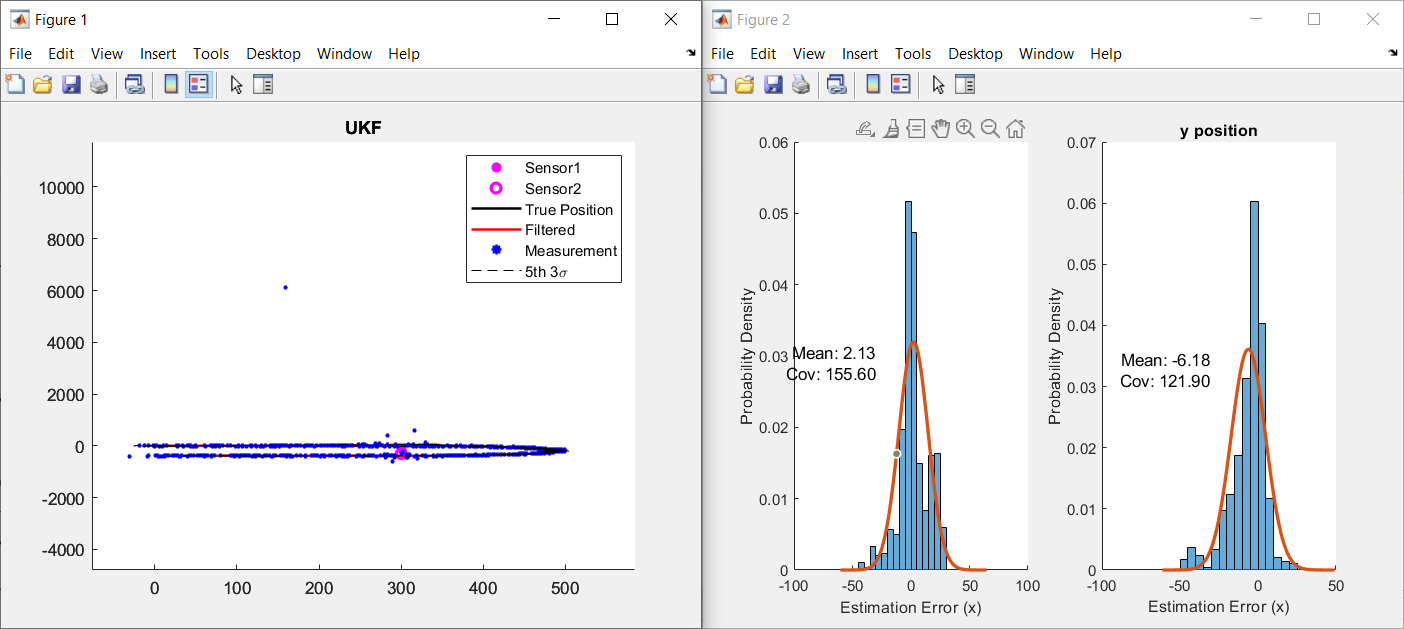 Figure 1
File Edit View Insert Tools Desktop Window Help
UKF
10000
8000
6000
4000
2000
0
-2000
-4000
0 100 200 300 400 500
Sensor1
Sensor2
True Position
Filtered
Measurement
5th 3σ
Figure 2
File Edit View Insert Tools Desktop Window Help
0.06
0.05
0.04
0.03
0.02
0.01
0
Probability Density
Mean: 2.13
Cov: 155.60
-100 -50 0 50 100
Estimation Error (x)
y position
0.07
0.06
0.05
0.04
0.03
0.02
0.01
0
Probability Density
Mean: -6.18
Cov: 121.90
-100 -50 0 50
Estimation Error (x)